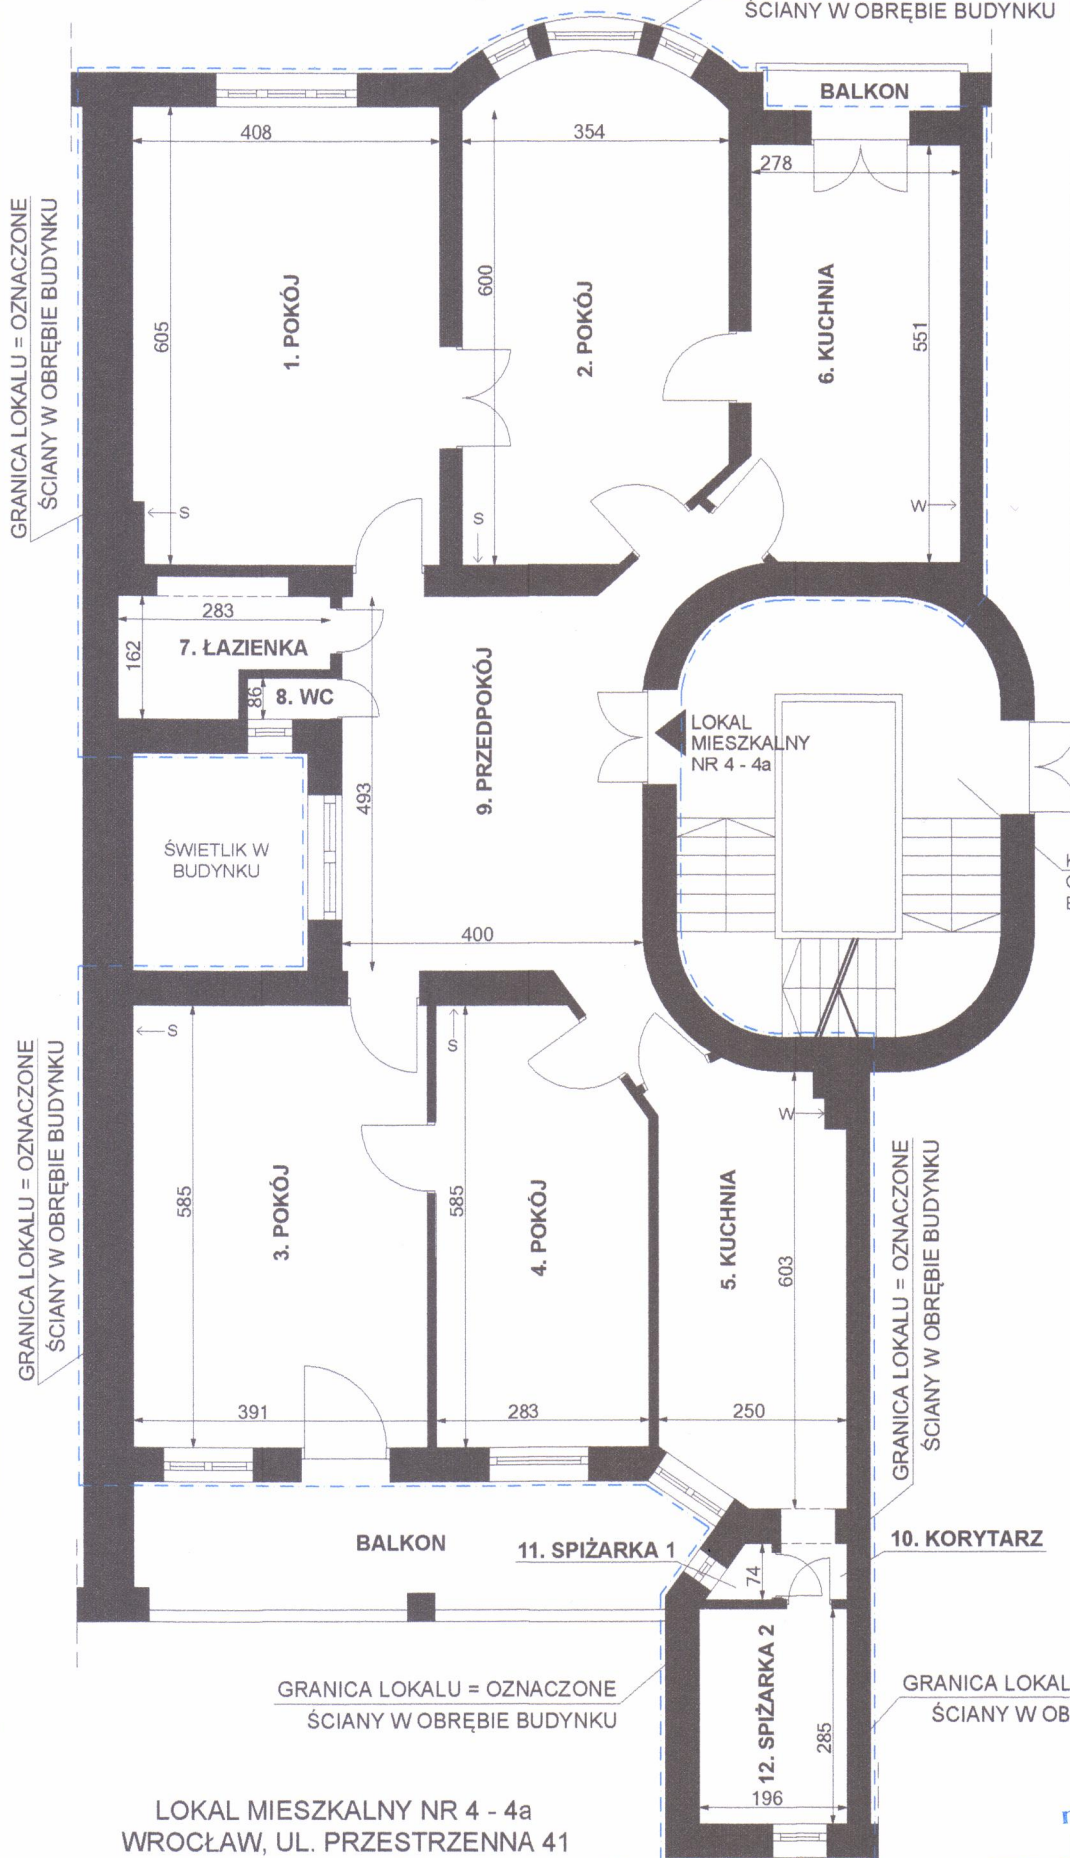 ŚCIANY W OBRĘBIE BUDYNKU
BALKON
408
354
278
GRANICA LOKALU = OZNACZONE
ŚCIANY W OBRĘBIE BUDYNKU
605
1. POKÓJ
600
2. POKÓJ
6. KUCHNIA
551
S
S
W
283
7. ŁAZIENKA
162
86
8. WC
9. PRZEDPOKÓJ
493
LOKAL
MIESZKALNY
NR 4 - 4a
ŚWIETLIK W
BUDYNKU
400
S
S
W
GRANICA LOKALU = OZNACZONE
ŚCIANY W OBRĘBIE BUDYNKU
585
3. POKÓJ
585
4. POKÓJ
5. KUCHNIA
603
GRANICA LOKALU = OZNACZONE
ŚCIANY W OBRĘBIE BUDYNKU
391
283
250
BALKON
11. SPIŻARKA 1
74
10. KORYTARZ
GRANICA LOKALU = OZNACZONE
ŚCIANY W OBRĘBIE BUDYNKU
12. SPIŻARKA 2
285
196
GRANICA LOKAL
ŚCIANY W OB
LOKAL MIESZKALNY NR 4 - 4a
WROCŁAW, UL. PRZESTRZENNA 41